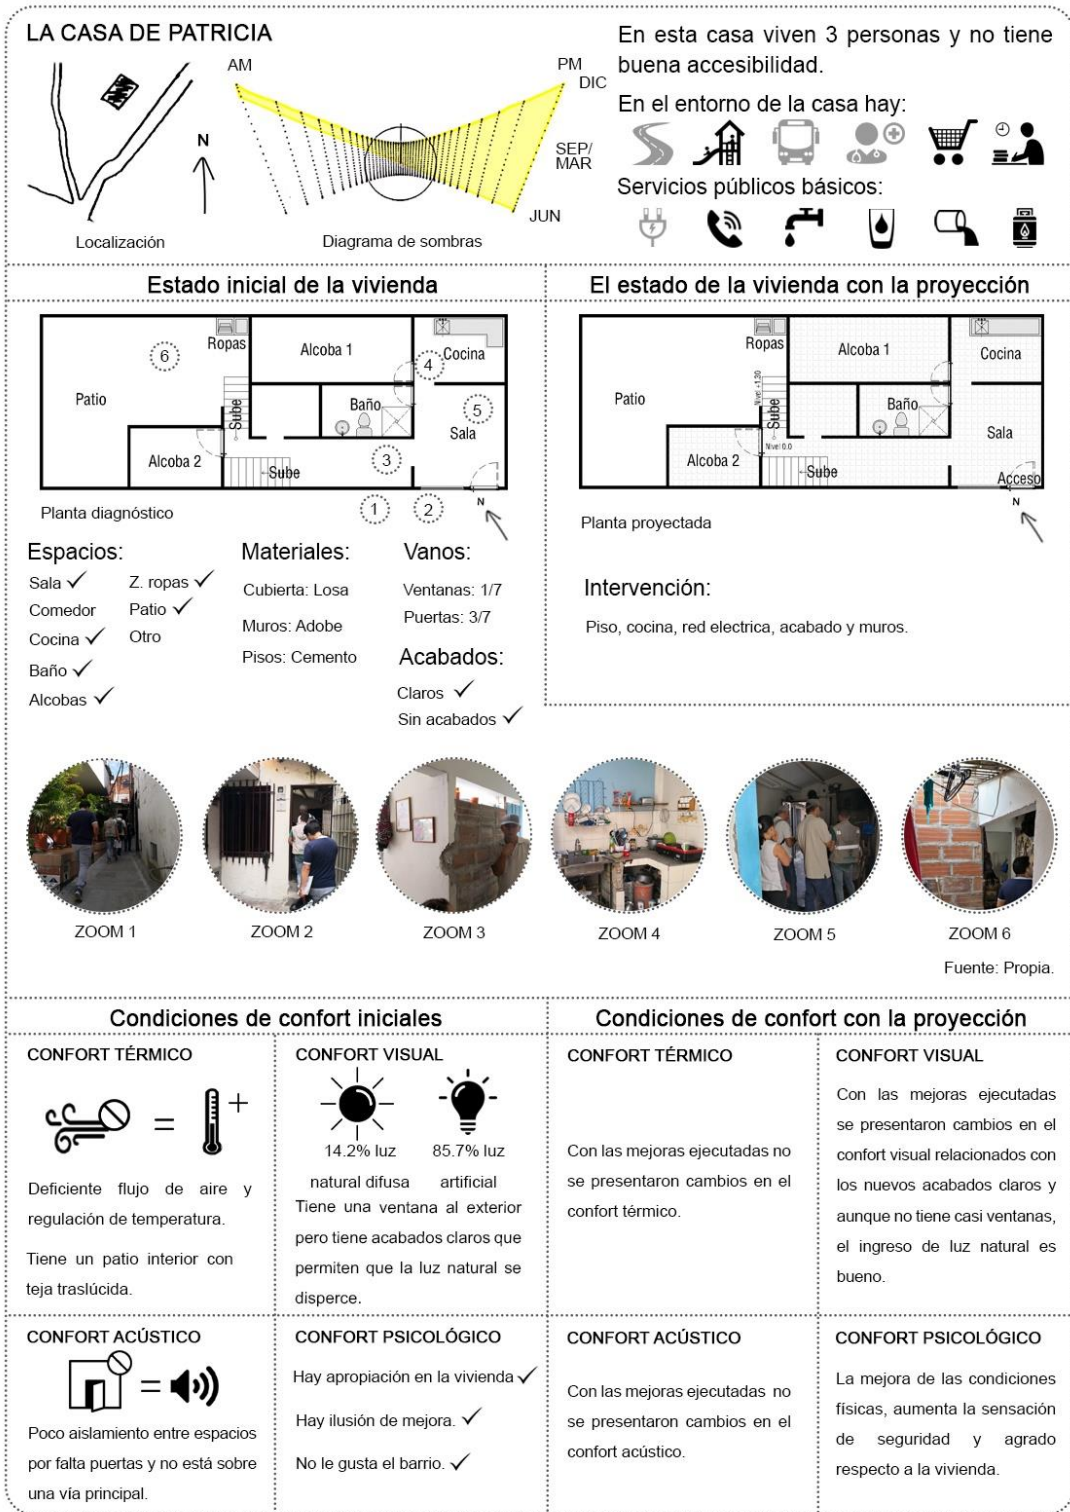 LA CASA DE PATRICIA
AM
PM
DIC
SEP/
MAR
JUN
N
Localización
Diagrama de sombras
En esta casa viven 3 personas y no tiene
buena accesibilidad.
En el entorno de la casa hay:
Servicios públicos básicos:
Estado inicial de la vivienda
Ropas
Alcoba 1
Cocina
6
4
Patio
Sube
Baño
5
Sala
Alcoba 2
3
←Sube
1
2
N
Planta diagnóstico
Espacios:
Sala ✓
Comedor
Cocina ✓
Baño ✓
Alcobas ✓
Z. ropas ✓
Patio ✓
Otro
Materiales:
Cubierta: Losa
Muros: Adobe
Pisos: Cemento
Vanos:
Ventanas: 1/7
Puertas: 3/7
Acabados:
Claros ✓
Sin acabados ✓
El estado de la vivienda con la proyección
Ropas
Alcoba 1
Cocina
Patio
Nivel -1.30
Sube
Baño
Nivel 0.0
Sala
Alcoba 2
←Sube
Acceso
N
Planta proyectada
Intervención:
Piso, cocina, red electrica, acabado y muros.
ZOOM 1
ZOOM 2
ZOOM 3
ZOOM 4
ZOOM 5
ZOOM 6
Fuente: Propia.
Condiciones de confort iniciales
CONFORT TÉRMICO
= +
Deficiente flujo de aire y
regulación de temperatura.
Tiene un patio interior con
teja traslúcida.
CONFORT VISUAL
14.2% luz
natural difusa
85.7% luz
artificial
Tiene una ventana al exterior
pero tiene acabados claros que
permiten que la luz natural se
disperce.
CONFORT ACÚSTICO
=
Poco aislamiento entre espacios
por falta puertas y no está sobre
una vía principal.
CONFORT PSICOLÓGICO
Hay apropiación en la vivienda ✓
Hay ilusión de mejora. ✓
No le gusta el barrio. ✓
Condiciones de confort con la proyección
CONFORT TÉRMICO
Con las mejoras ejecutadas no
se presentaron cambios en el
confort térmico.
CONFORT VISUAL
Con las mejoras ejecutadas
se presentaron cambios en el
confort visual relacionados con
los nuevos acabados claros y
aunque no tiene casi ventanas,
el ingreso de luz natural es
bueno.
CONFORT ACÚSTICO
Con las mejoras ejecutadas no
se presentaron cambios en el
confort acústico.
CONFORT PSICOLÓGICO
La mejora de las condiciones
físicas, aumenta la sensación
de seguridad y agrado
respecto a la vivienda.